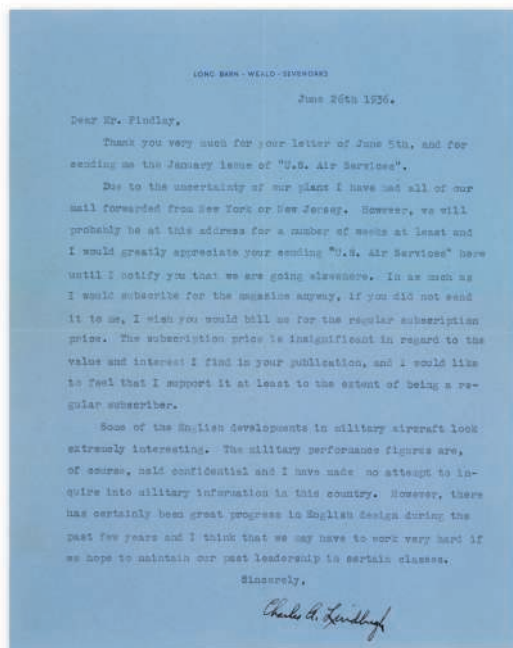 LONG BARN - WEALD - SEVENOAKS
June 26th 1936.
Dear Mr. Findlay,
Thank you very much for your letter of June 5th, and for
sending me the January issue of "U.S. Air Services".
Due to the uncertainty of our plans I have had all of our
mail forwarded from New York or New Jersey. However, we will
probably be at this address for a number of weeks at least and
I would greatly appreciate your sending "U.S. Air Services" here
until I notify you that we are going elsewhere. In as much as
I would subscribe for the magazine anyway, if you did not send
it to me, I wish you would bill me for the regular subscription
price. The subscription price is insignificant in regard to the
value and interest I find in your publication, and I would like
to feel that I support it at least to the extent of being a re-
gular subscriber.
Some of the English developments in military aircraft look
extremely interesting. The military performance figures are,
of course, held confidential and I have made no attempt to in-
quire into military information in this country. However, there
has certainly been great progress in English design during the
past few years and I think that we may have to work very hard if
we hope to maintain our past leadership in certain classes.
Sincerely,
Charles A. Lindbergh